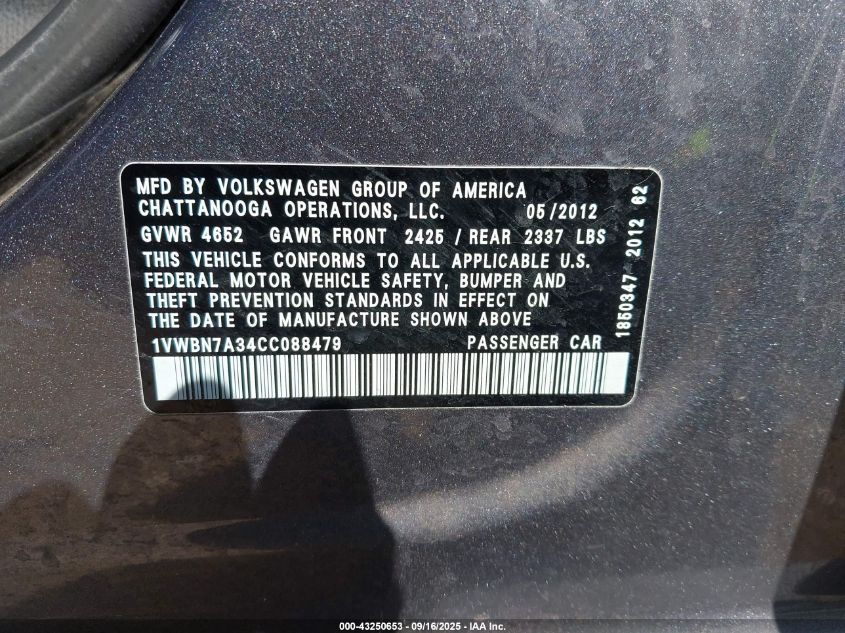 MFD BY VOLKSWAGEN GROUP OF AMERICA
CHATTANOOGA OPERATIONS, LLC. 05/2012
GVWR 4652 GAWR FRONT 2425 / REAR 2337 LBS
THIS VEHICLE CONFORMS TO ALL APPLICABLE U.S.
FEDERAL MOTOR VEHICLE SAFETY, BUMPER AND
THEFT PREVENTION STANDARDS IN EFFECT ON
THE DATE OF MANUFACTURE SHOWN ABOVE
1VWBN7A34CC088479 PASSENGER CAR
1850347 2012 62
000-43250653 - 09/16/2025 - IAA Inc.